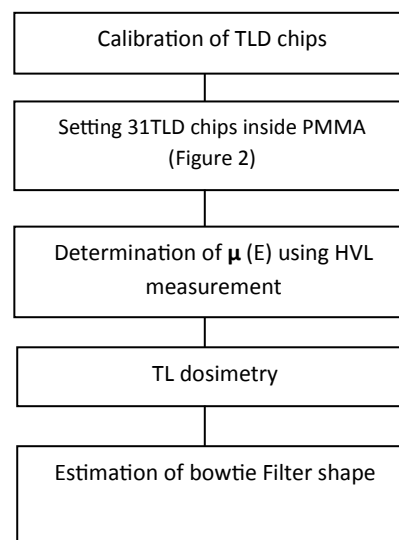 Calibration of TLD chips
Setting 31TLD chips inside PMMA
(Figure 2)
Determination of μ (E) using HVL
measurement
TL dosimetry
Estimation of bowtie Filter shape